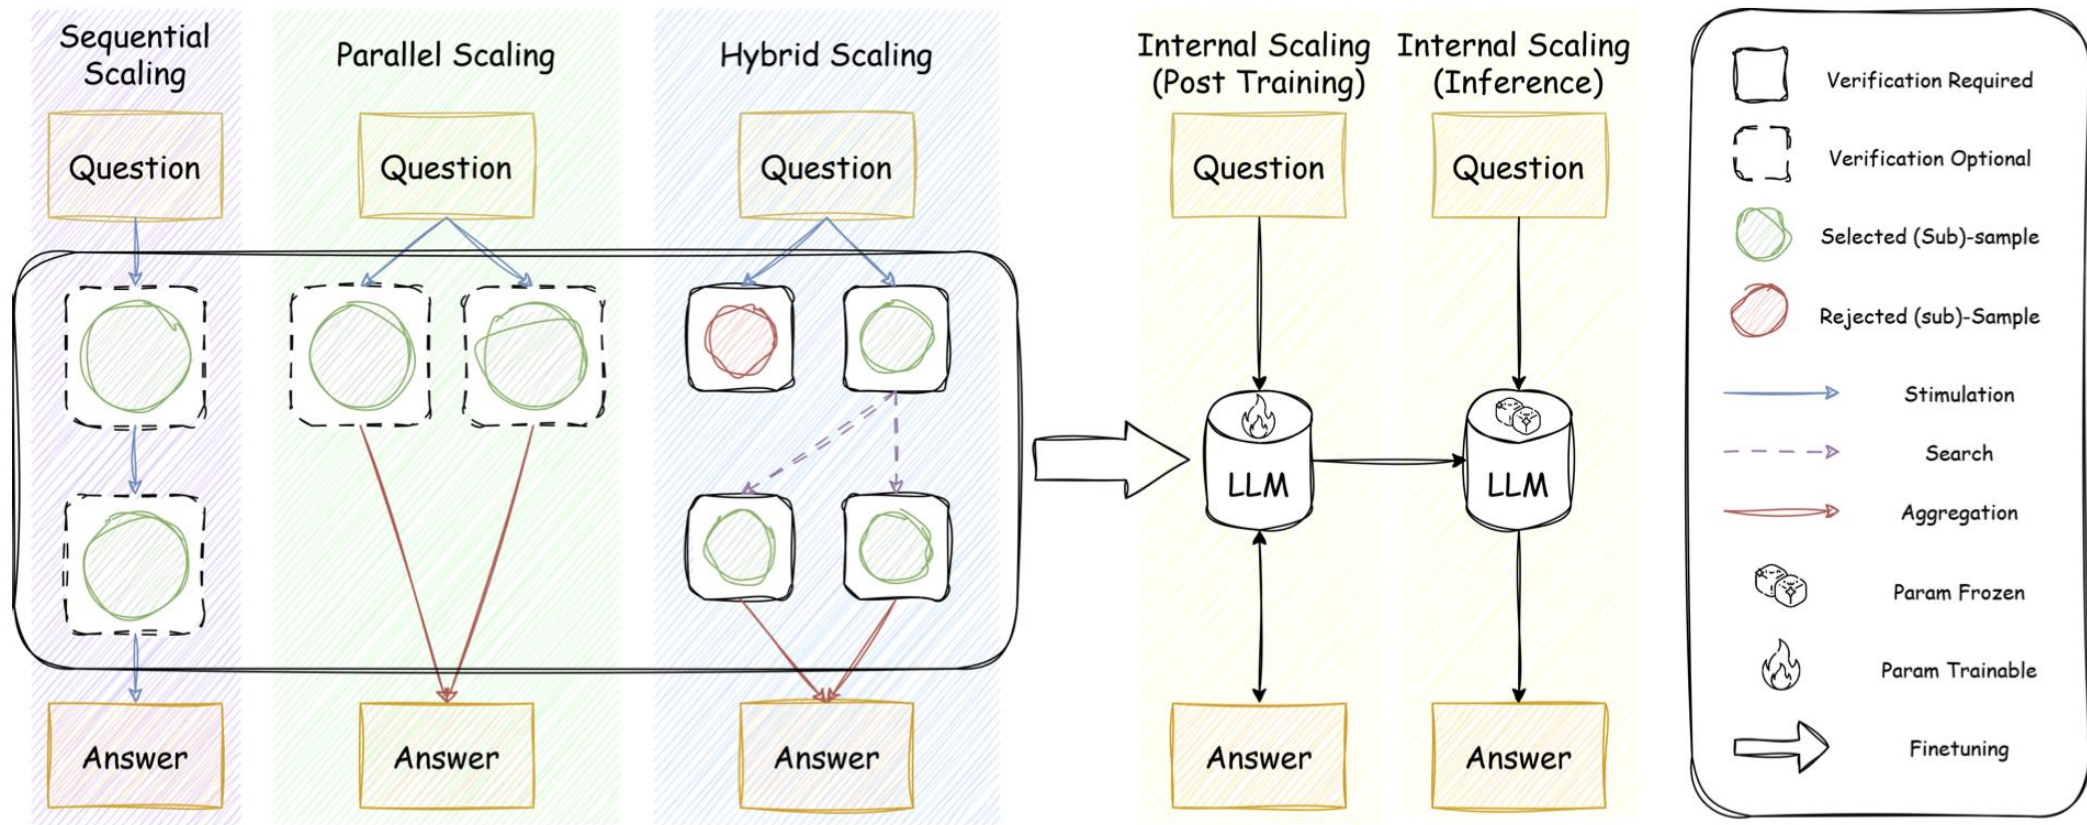 Sequential
Scaling
Parallel Scaling
Hybrid Scaling
Internal Scaling
(Post Training)
Internal Scaling
(Inference)
Question
Question
Question
Question
Question
LLM
LLM
Answer
Answer
Answer
Answer
Answer
Verification Required
Verification Optional
Selected (Sub)-sample
Rejected (sub)-Sample
Stimulation
Search
Aggregation
Param Frozen
Param Trainable
Finetuning